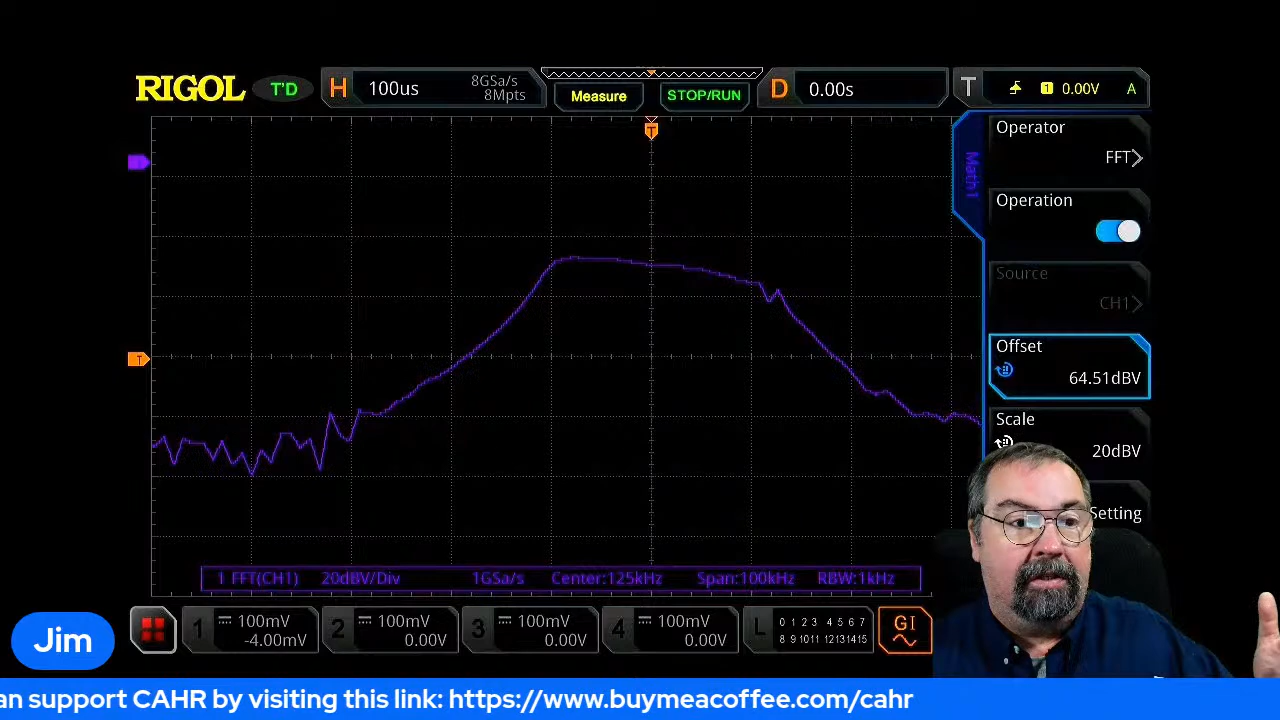 RIGOL T'D H 100us 8GSa/s 8Mpts Measure STOP/RUN D 0.00s T 1 0.00V A
T
Math1
Operator
FFT
Operation
Source
CH1
T
Offset
64.51dBV
Scale
20dBV
Setting
1 FFT(CH1) 20dBV/Div 1GSa/s Center:125kHz Span:100kHz RBW:1kHz
1 100mV -4.00mV 2 100mV 0.00V 3 100mV 0.00V 4 100mV 0.00V L 0 1 2 3 4 5 6 7 8 9 10 11 12 13 14 15 GI
Jim
an support CAHR by visiting this link: https://www.buymeacoffee.com/cahr